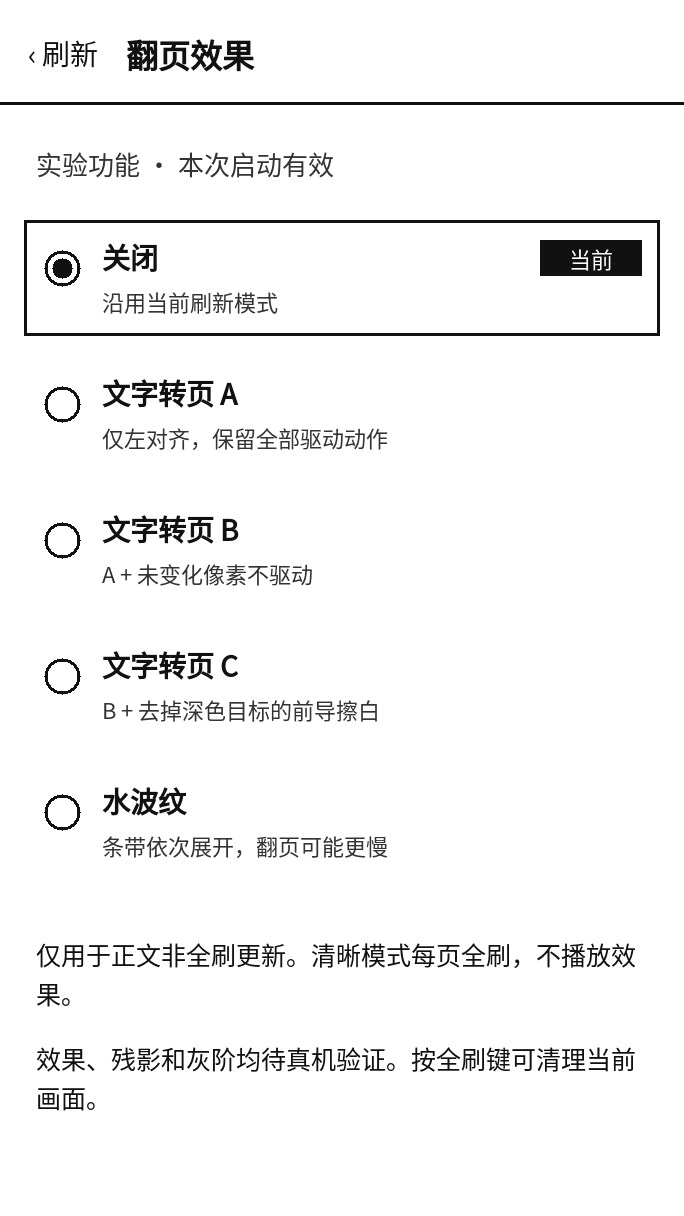 ‹ 刷新 翻页效果
实验功能 · 本次启动有效
关闭 当前
沿用当前刷新模式
文字转页 A
仅左对齐，保留全部驱动动作
文字转页 B
A + 未变化像素不驱动
文字转页 C
B + 去掉深色目标的前导擦白
水波纹
条带依次展开，翻页可能更慢
仅用于正文非全刷更新。清晰模式每页全刷，不播放效
果。
效果、残影和灰阶均待真机验证。按全刷键可清理当前
画面。